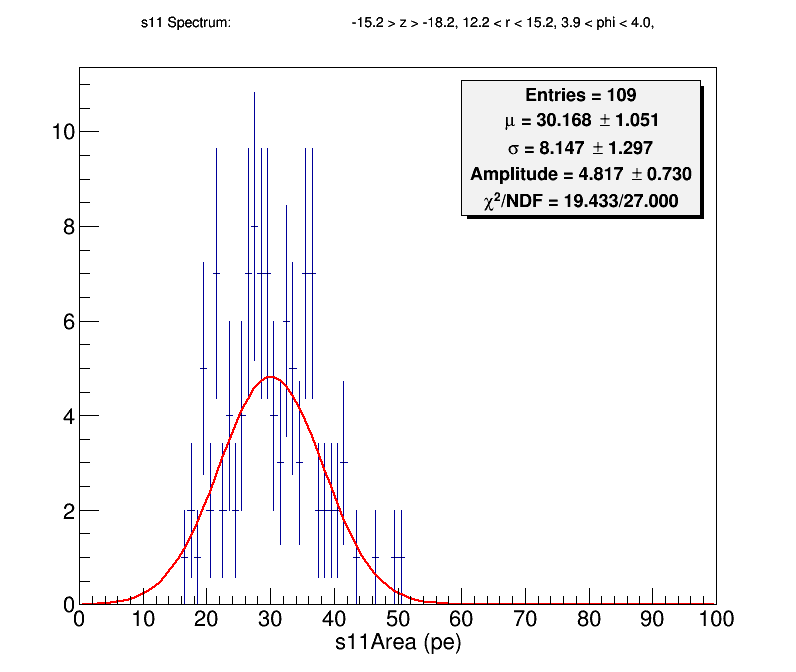 s11 Spectrum: -15.2 > z > -18.2, 12.2 < r < 15.2, 3.9 < phi < 4.0,
Entries = 109
μ = 30.168 ± 1.051
σ = 8.147 ± 1.297
Amplitude = 4.817 ± 0.730
χ²/NDF = 19.433/27.000
10
8
6
4
2
0
0 10 20 30 40 50 60 70 80 90 100
s11Area (pe)